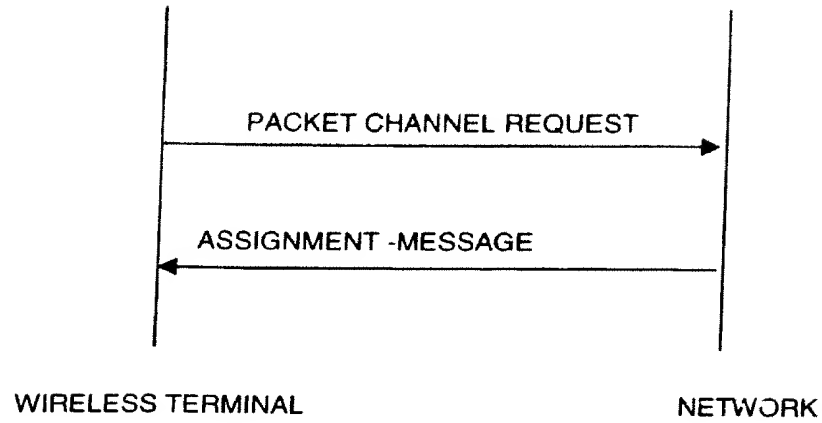 PACKET CHANNEL REQUEST
ASSIGNMENT -MESSAGE
WIRELESS TERMINAL
NETWORK